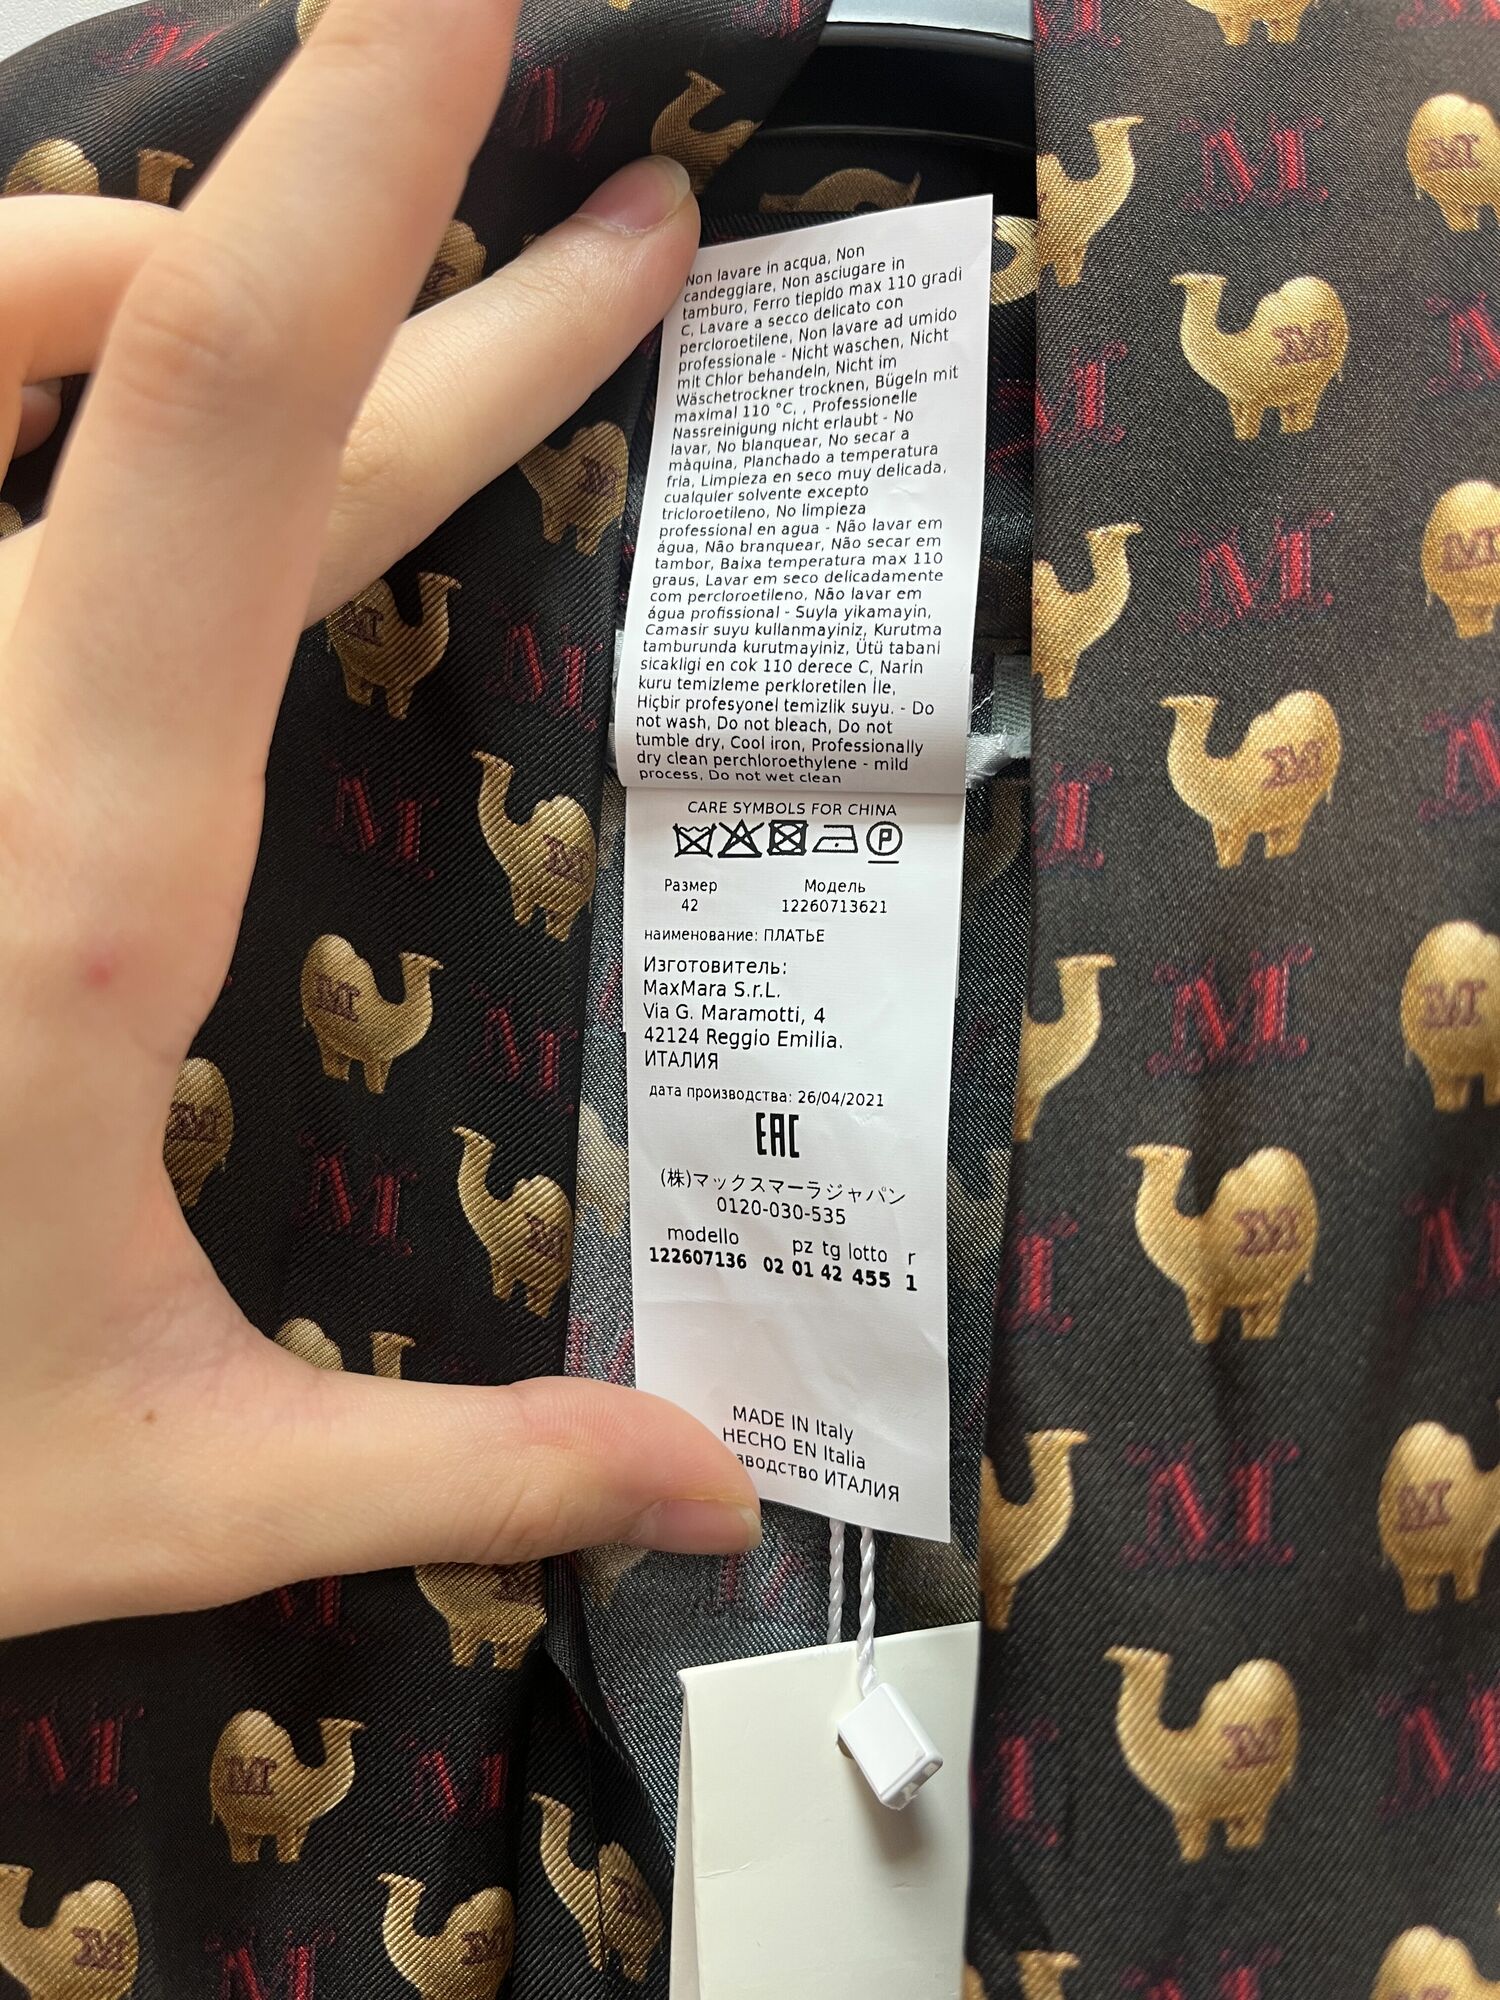 Non lavare in acqua, Non
candeggiare, Non asciugare in
tamburo, Ferro tiepido max 110 gradi
C, Lavare a secco delicato con
percloroetilene, Non lavare ad umido
professionale - Nicht waschen, Nicht
mit Chlor behandeln, Nicht im
Wäschetrockner trocknen, Bügeln mit
maximal 110 °C, , Professionelle
Nassreinigung nicht erlaubt - No
lavar, No blanquear, No secar a
màquina, Planchado a temperatura
fria, Limpieza en seco muy delicada,
cualquier solvente excepto
tricloroetileno, No limpieza
professional en agua - Não lavar em
água, Não branquear, Não secar em
tambor, Baixa temperatura max 110
graus, Lavar em seco delicadamente
com percloroetileno, Não lavar em
água profissional - Suyla yikamayin,
Camasir suyu kullanmayiniz, Kurutma
tamburunda kurutmayiniz, Ütü tabani
sicakligi en cok 110 derece C, Narin
kuru temizleme perkloretilen İle,
Hiçbir profesyonel temizlik suyu. - Do
not wash, Do not bleach, Do not
tumble dry, Cool iron, Professionally
dry clean perchloroethylene - mild
process, Do not wet clean
CARE SYMBOLS FOR CHINA
P
Размер Модель
42 12260713621
наименование: ПЛАТЬЕ
Изготовитель:
MaxMara S.r.L.
Via G. Maramotti, 4
42124 Reggio Emilia.
ИТАЛИЯ
дата производства: 26/04/2021
EAC
(株)マックスマーラジャパン
0120-030-535
modello pz tg lotto r
122607136 02 01 42 455 1
MADE IN Italy
HECHO EN Italia
зводство ИТАЛИЯ